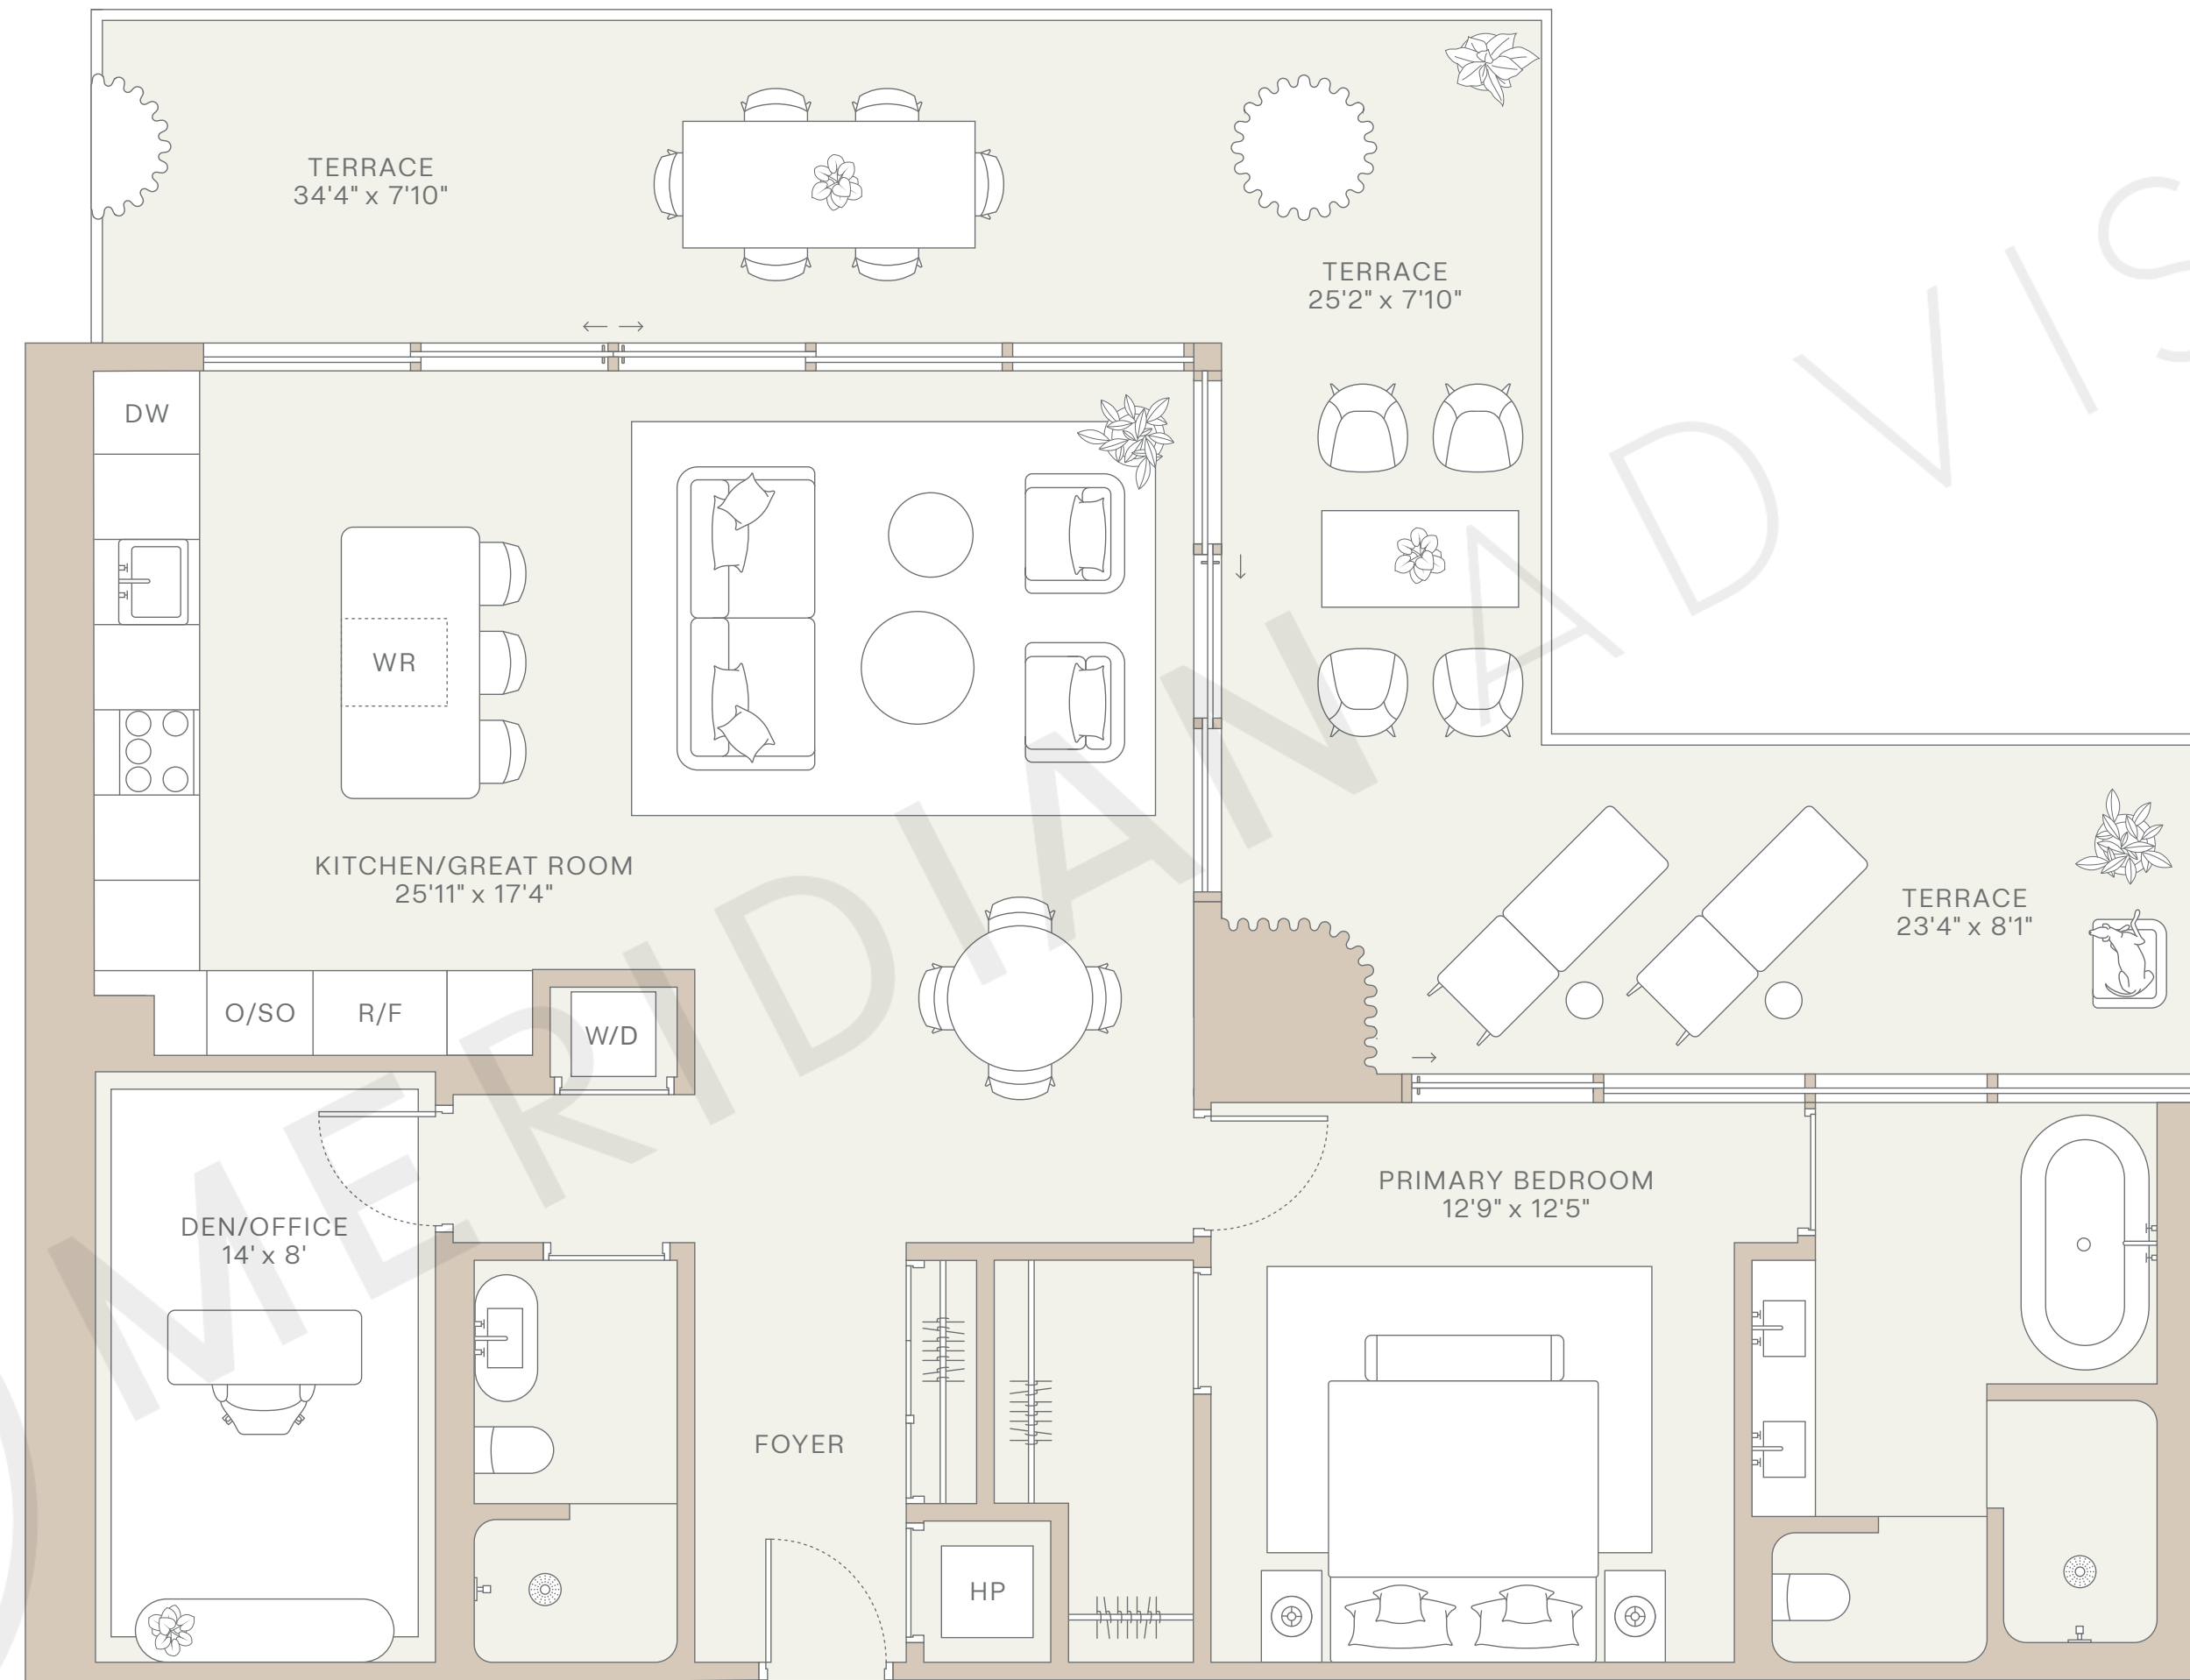 TERRACE
34'4" x 7'10"
TERRACE
25'2" x 7'10"
DW
WR
KITCHEN/GREAT ROOM
25'11" x 17'4"
TERRACE
23'4" x 8'1"
O/SO
R/F
W/D
PRIMARY BEDROOM
12'9" x 12'5"
DEN/OFFICE
14' x 8'
FOYER
HP
MERIDIAN ADVIS